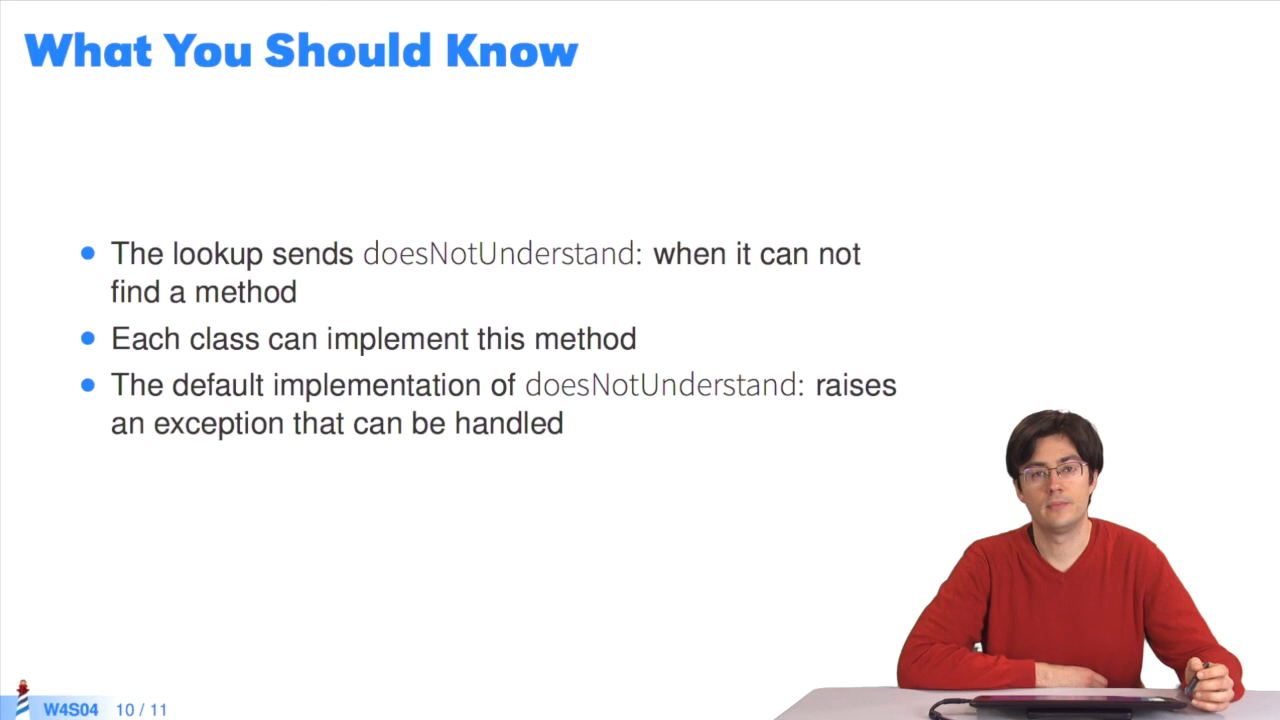 What You Should Know
The lookup sends doesNotUnderstand: when it can not
find a method
Each class can implement this method
The default implementation of doesNotUnderstand: raises
an exception that can be handled
W4S04 10 / 11